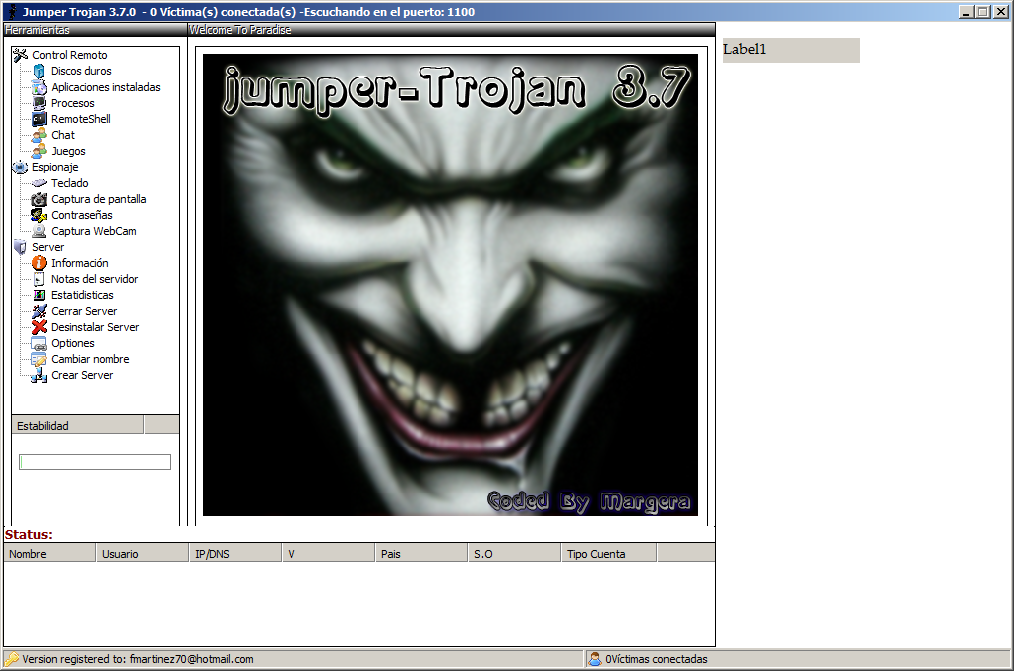 Jumper Trojan 3.7.0 - 0 Víctima(s) conectada(s) -Escuchando en el puerto: 1100
Herramientas
Welcome To Paradise
Control Remoto
Discos duros
Aplicaciones instaladas
Procesos
RemoteShell
Chat
Juegos
Espionaje
Teclado
Captura de pantalla
Contraseñas
Captura WebCam
Server
Información
Notas del servidor
Estatidisticas
Cerrar Server
Desinstalar Server
Optiones
Cambiar nombre
Crear Server
Estabilidad
jumper-Trojan 3.7
Coded By Margera
Label1
Status:
Nombre Usuario IP/DNS V Pais S.O Tipo Cuenta
Version registered to: fmartinez70@hotmail.com
0Víctimas conectadas